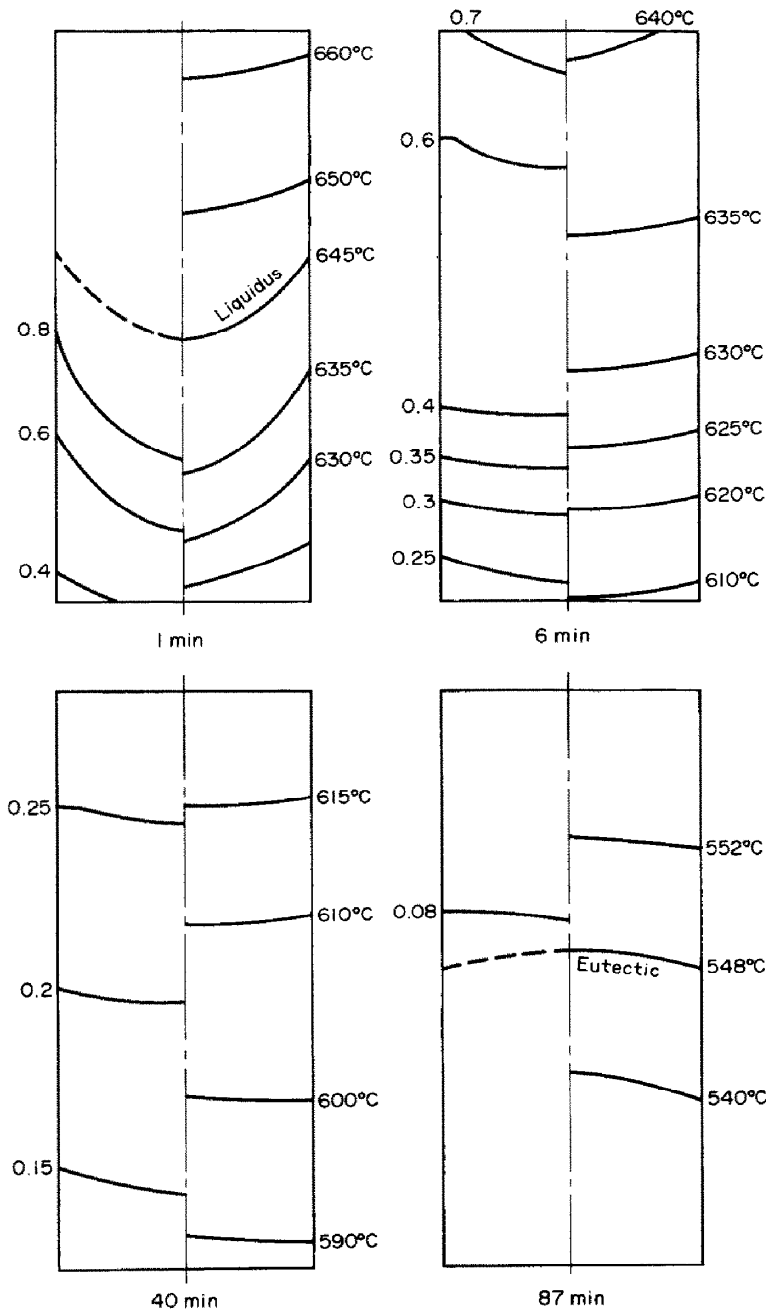 660°C
650°C
645°C
Liquidus
0.8
635°C
0.6
630°C
0.4
1 min
0.7
640°C
0.6
635°C
630°C
0.4
625°C
0.35
620°C
0.3
0.25
610°C
6 min
0.25
615°C
610°C
0.2
600°C
0.15
590°C
40 min
552°C
0.08
Eutectic
548°C
540°C
87 min